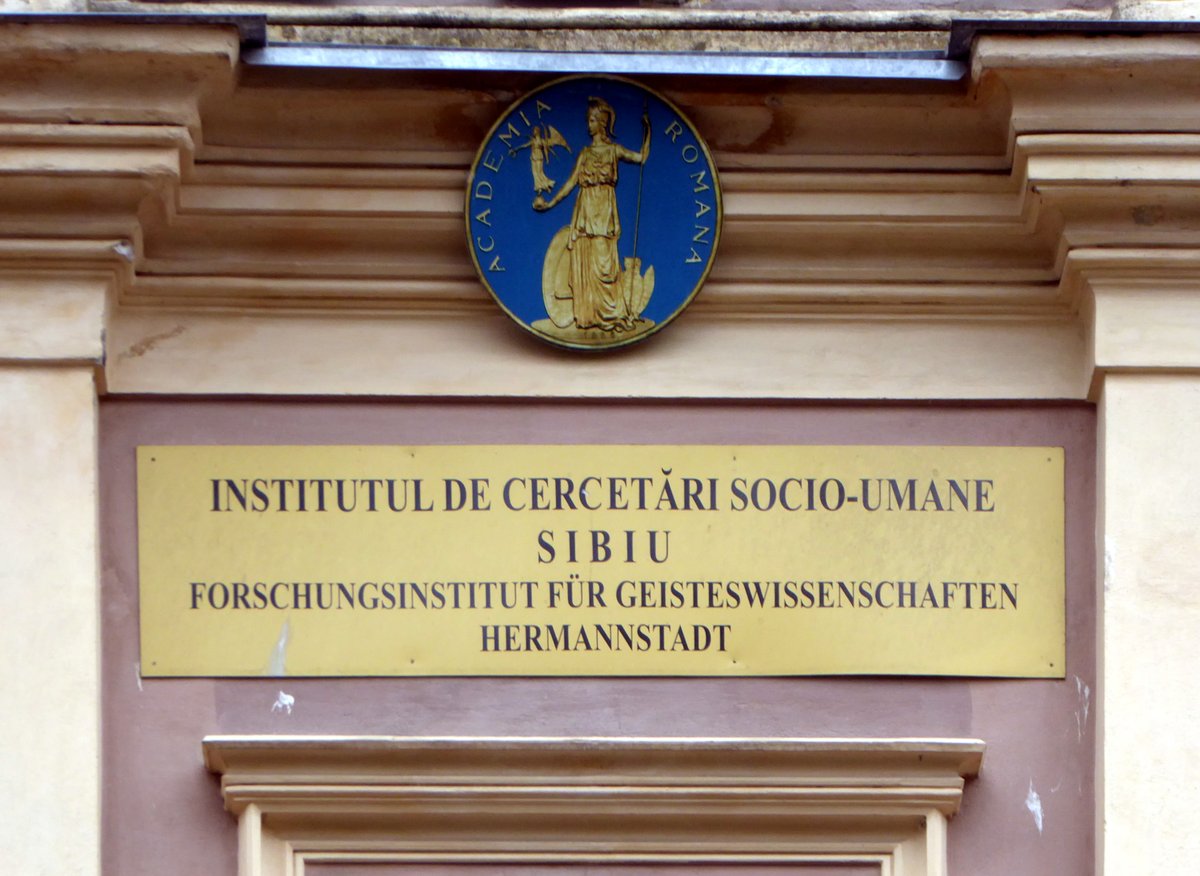 ACADEMIA ROMANA
INSTITUTUL DE CERCETĂRI SOCIO-UMANE
SIBIU
FORSCHUNGSINSTITUT FÜR GEISTESWISSENSCHAFTEN
HERMANNSTADT